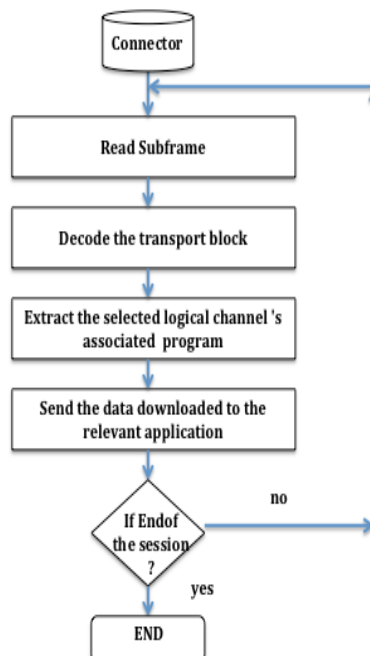 Connector
Read Subframe
Decode the transport block
Extract the selected logical channel 's
associated program
Send the data downloaded to the
relevant application
If Endof
the session
?
no
yes
END